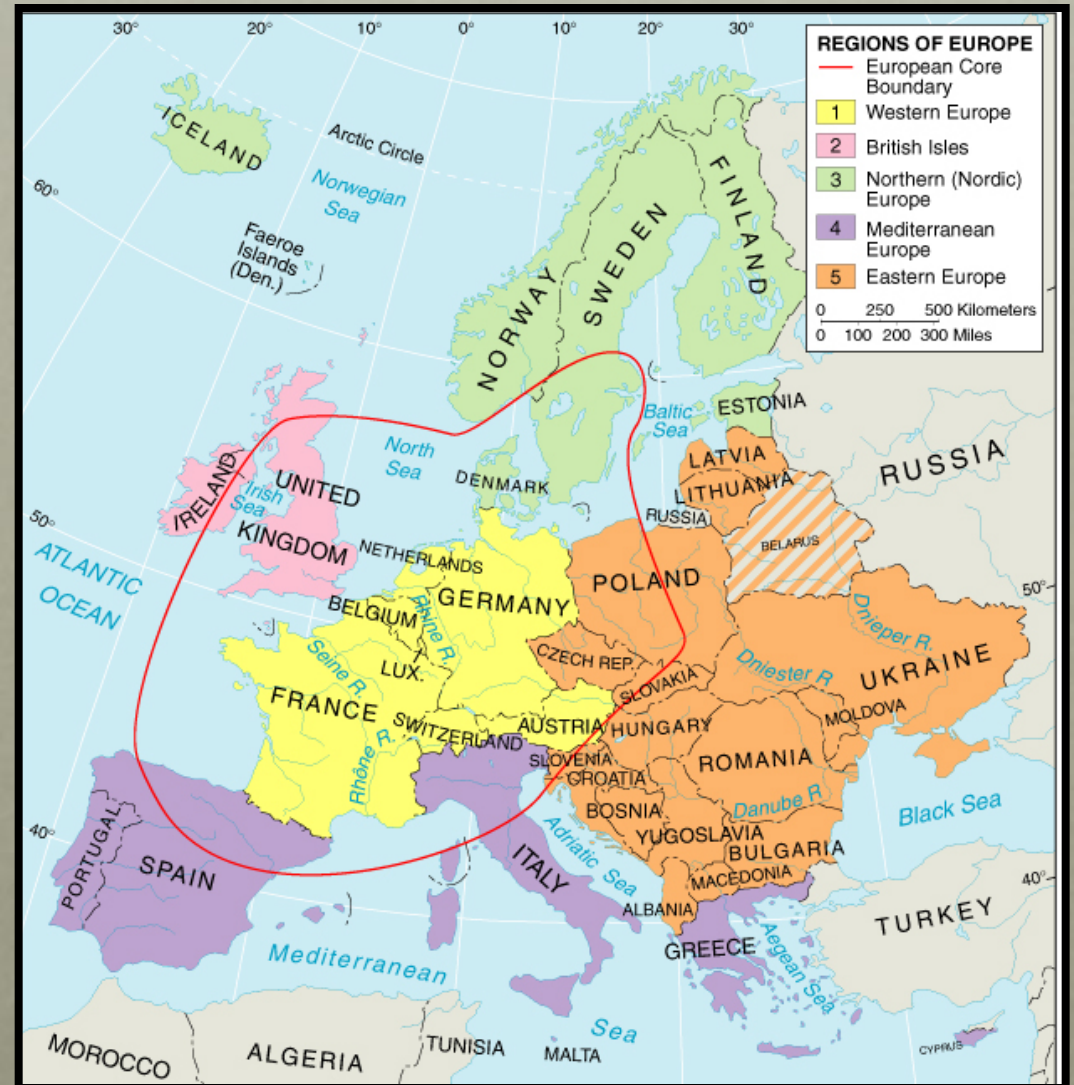 30° 20° 10° 0° 10° 20° 30°
REGIONS OF EUROPE
European Core
Boundary
1 Western Europe
2 British Isles
3 Northern (Nordic)
Europe
4 Mediterranean
Europe
5 Eastern Europe
0 250 500 Kilometers
0 100 200 300 Miles
ICELAND
Arctic Circle
Norwegian
Sea
60°
Faeroe
Islands
(Den.)
FINLAND
SWEDEN
NORWAY
Baltic
Sea
ESTONIA
North
Sea
RUSSIA
LATVIA
DENMARK
LITHUANIA
IRELAND
Irish
Sea
UNITED
KINGDOM
RUSSIA
50°
BELARUS
NETHERLANDS
ATLANTIC
OCEAN
POLAND
50°
BELGIUM
Rhine R.
GERMANY
Dnieper R.
Seine R.
LUX.
CZECH REP.
Dniester R
UKRAINE
SLOVAKIA
FRANCE
SWITZERLAND
AUSTRIA
HUNGARY
MOLDOVA
Rhône R.
SLOVENIA
CROATIA
ROMANIA
BOSNIA
Danube R
Black Sea
40°
PORTUGAL
SPAIN
ITALY
Adriatic Sea
YUGOSLAVIA
BULGARIA
MACEDONIA
40°
ALBANIA
TURKEY
GREECE
Aegean Sea
Mediterranean
Sea
MOROCCO
ALGERIA
TUNISIA
MALTA
CYPRUS